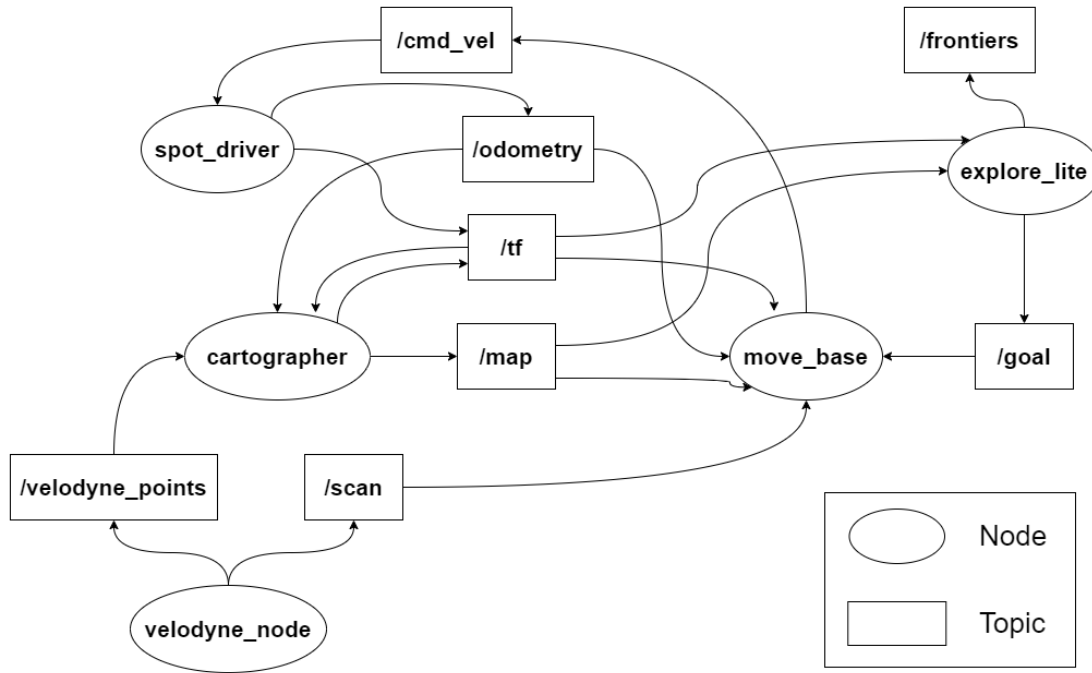 /cmd_vel
/frontiers
spot_driver
/odometry
explore_lite
/tf
cartographer
/map
move_base
/goal
/velodyne_points
/scan
Node
Topic
velodyne_node